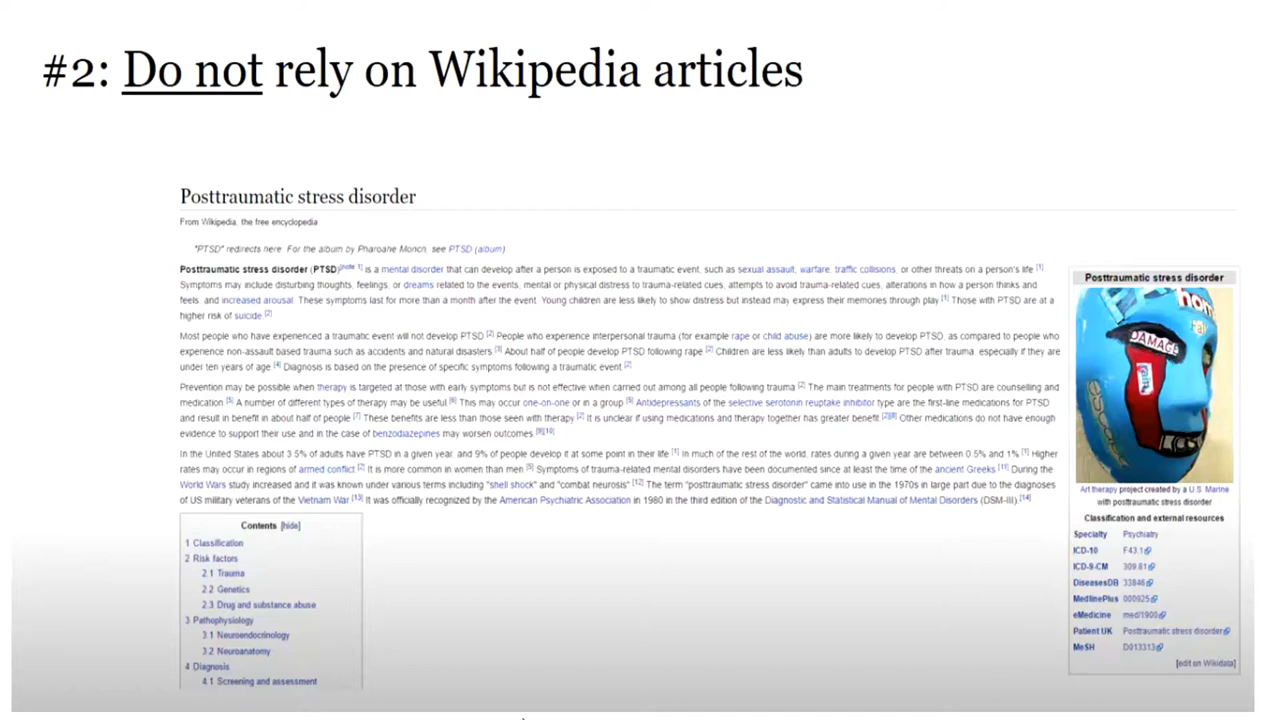 #2: Do not rely on Wikipedia articles
Posttraumatic stress disorder
From Wikipedia, the free encyclopedia
"PTSD" redirects here. For the album by Pharoahe Monch, see PTSD (album)
Posttraumatic stress disorder (PTSD)[note 1] is a mental disorder that can develop after a person is exposed to a traumatic event, such as sexual assault, warfare, traffic collisions, or other threats on a person's life.[1]
Symptoms may include disturbing thoughts, feelings, or dreams related to the events, mental or physical distress to trauma-related cues, attempts to avoid trauma-related cues, alterations in how a person thinks and
feels, and increased arousal. These symptoms last for more than a month after the event. Young children are less likely to show distress but instead may express their memories through play.[1] Those with PTSD are at a
higher risk of suicide.[2]
Most people who have experienced a traumatic event will not develop PTSD.[2] People who experience interpersonal trauma (for example rape or child abuse) are more likely to develop PTSD, as compared to people who
experience non-assault based trauma such as accidents and natural disasters.[3] About half of people develop PTSD following rape.[2] Children are less likely than adults to develop PTSD after trauma, especially if they are
under ten years of age.[4] Diagnosis is based on the presence of specific symptoms following a traumatic event.[2]
Prevention may be possible when therapy is targeted at those with early symptoms but is not effective when carried out among all people following trauma.[2] The main treatments for people with PTSD are counselling and
medication.[5] A number of different types of therapy may be useful.[6] This may occur one-on-one or in a group.[5] Antidepressants of the selective serotonin reuptake inhibitor type are the first-line medications for PTSD
and result in benefit in about half of people.[7] These benefits are less than those seen with therapy.[2] It is unclear if using medications and therapy together has greater benefit.[2][8] Other medications do not have enough
evidence to support their use and in the case of benzodiazepines may worsen outcomes.[9][10]
In the United States about 3.5% of adults have PTSD in a given year, and 9% of people develop it at some point in their life.[1] In much of the rest of the world, rates during a given year are between 0.5% and 1%.[1] Higher
rates may occur in regions of armed conflict.[2] It is more common in women than men.[5] Symptoms of trauma-related mental disorders have been documented since at least the time of the ancient Greeks.[11] During the
World Wars study increased and it was known under various terms including "shell shock" and "combat neurosis".[12] The term "posttraumatic stress disorder" came into use in the 1970s in large part due to the diagnoses
of US military veterans of the Vietnam War.[13] It was officially recognized by the American Psychiatric Association in 1980 in the third edition of the Diagnostic and Statistical Manual of Mental Disorders (DSM-III).[14]
Contents [hide]
1 Classification
2 Risk factors
2.1 Trauma
2.2 Genetics
2.3 Drug and substance abuse
3 Pathophysiology
3.1 Neuroendocrinology
3.2 Neuroanatomy
4 Diagnosis
4.1 Screening and assessment
Posttraumatic stress disorder
DAMAGE
Art therapy project created by a U.S. Marine
with posttraumatic stress disorder
Classification and external resources
Specialty Psychiatry
ICD-10 F43.1
ICD-9-CM 309.81
DiseasesDB 33846
MedlinePlus 000925
eMedicine med/1900
Patient UK Posttraumatic stress disorder
MeSH D013313
[edit on Wikidata]